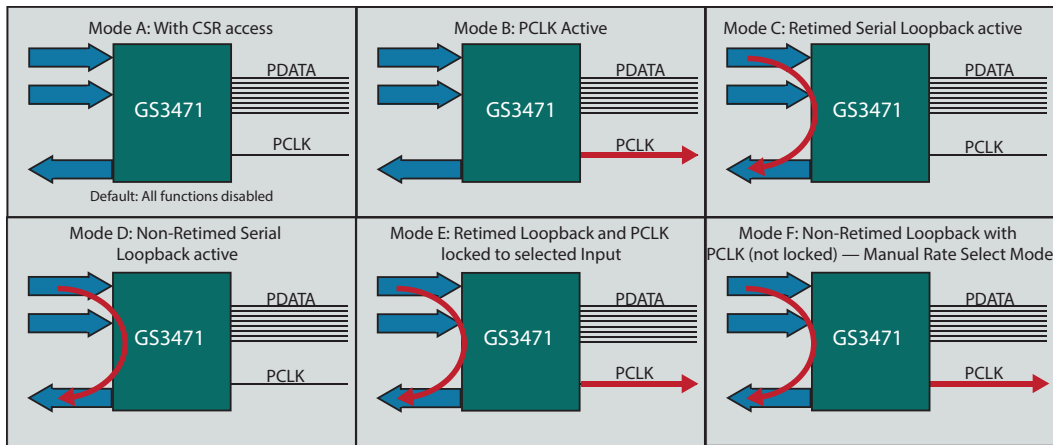 Mode A: With CSR access
PDATA
GS3471
PCLK
Default: All functions disabled
Mode B: PCLK Active
PDATA
GS3471
PCLK
Mode C: Retimed Serial Loopback active
PDATA
GS3471
PCLK
Mode D: Non-Retimed Serial
Loopback active
PDATA
GS3471
PCLK
Mode E: Retimed Loopback and PCLK
locked to selected Input
PDATA
GS3471
PCLK
Mode F: Non-Retimed Loopback with
PCLK (not locked) — Manual Rate Select Mode
PDATA
GS3471
PCLK